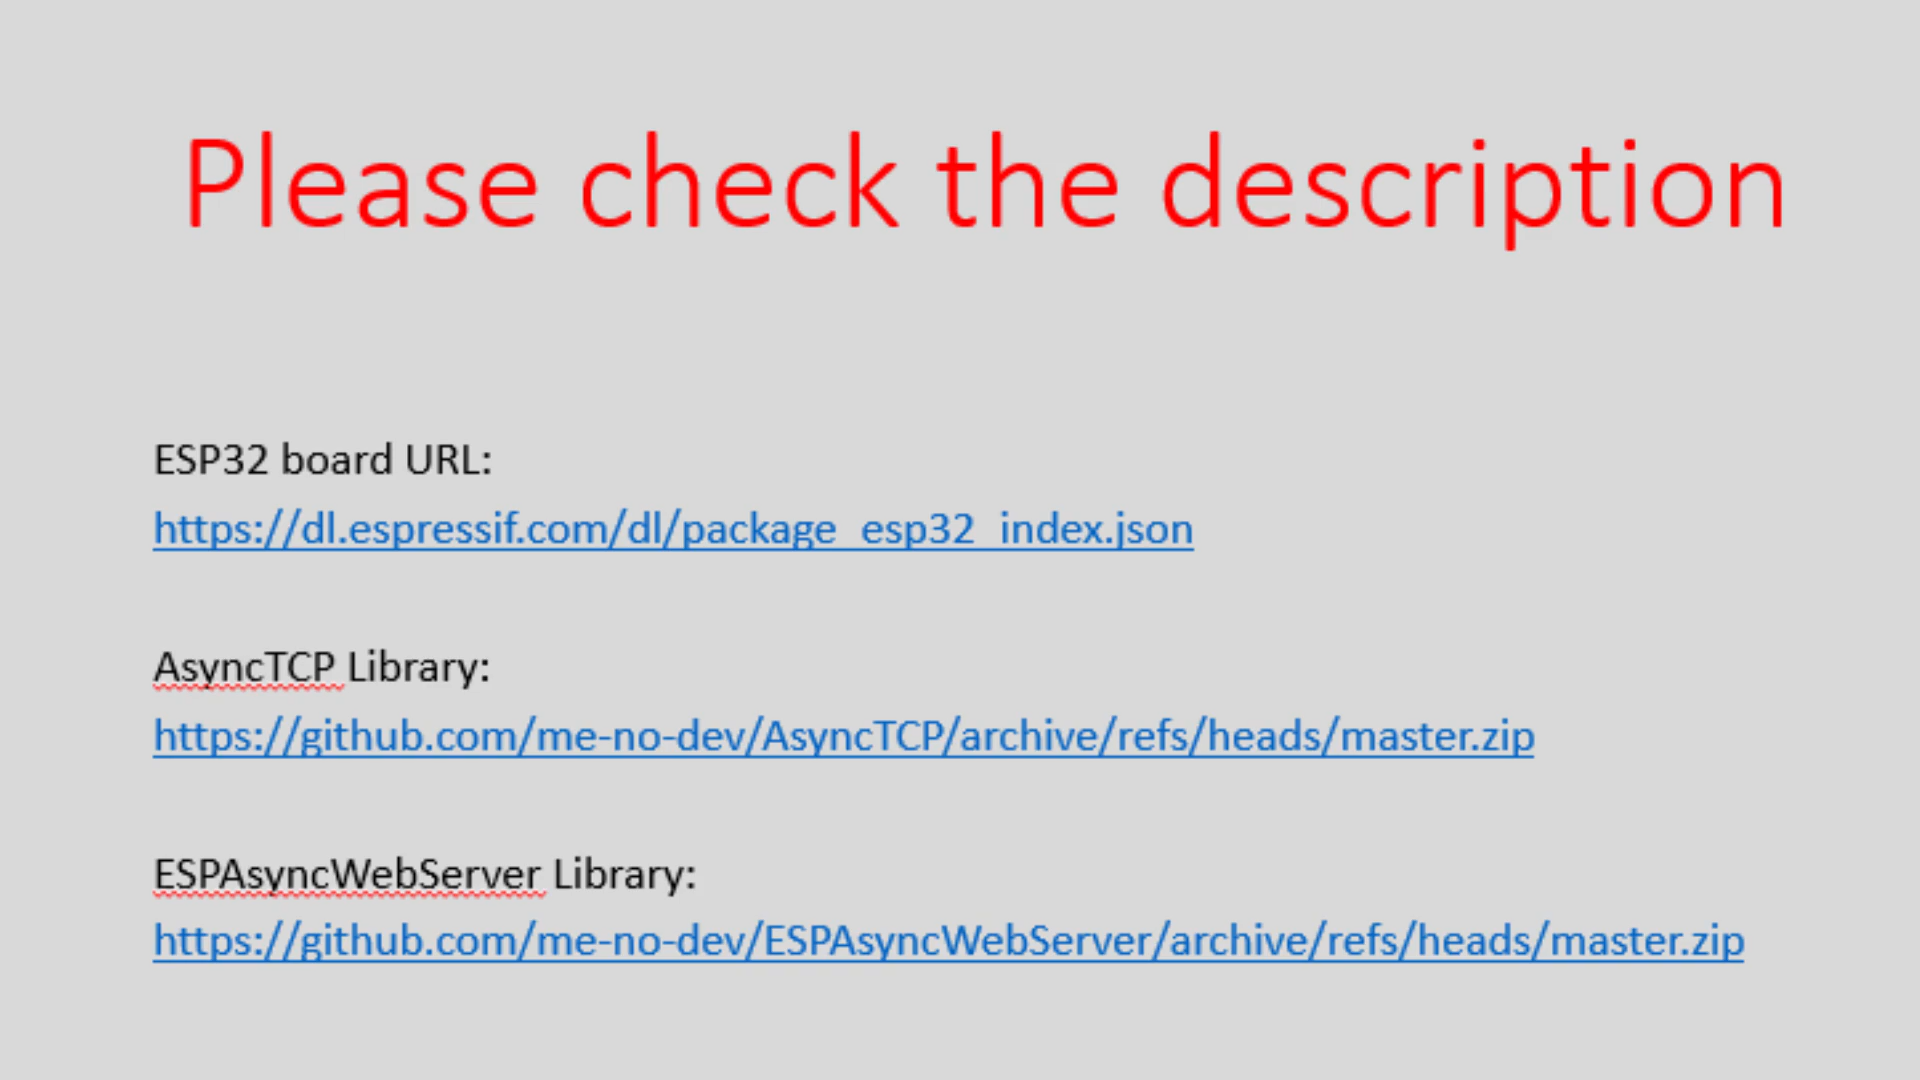 Please check the description
ESP32 board URL:
https://dl.espressif.com/dl/package_esp32_index.json
AsyncTCP Library:
https://github.com/me-no-dev/AsyncTCP/archive/refs/heads/master.zip
ESPAsyncWebServer Library:
https://github.com/me-no-dev/ESPAsyncWebServer/archive/refs/heads/master.zip